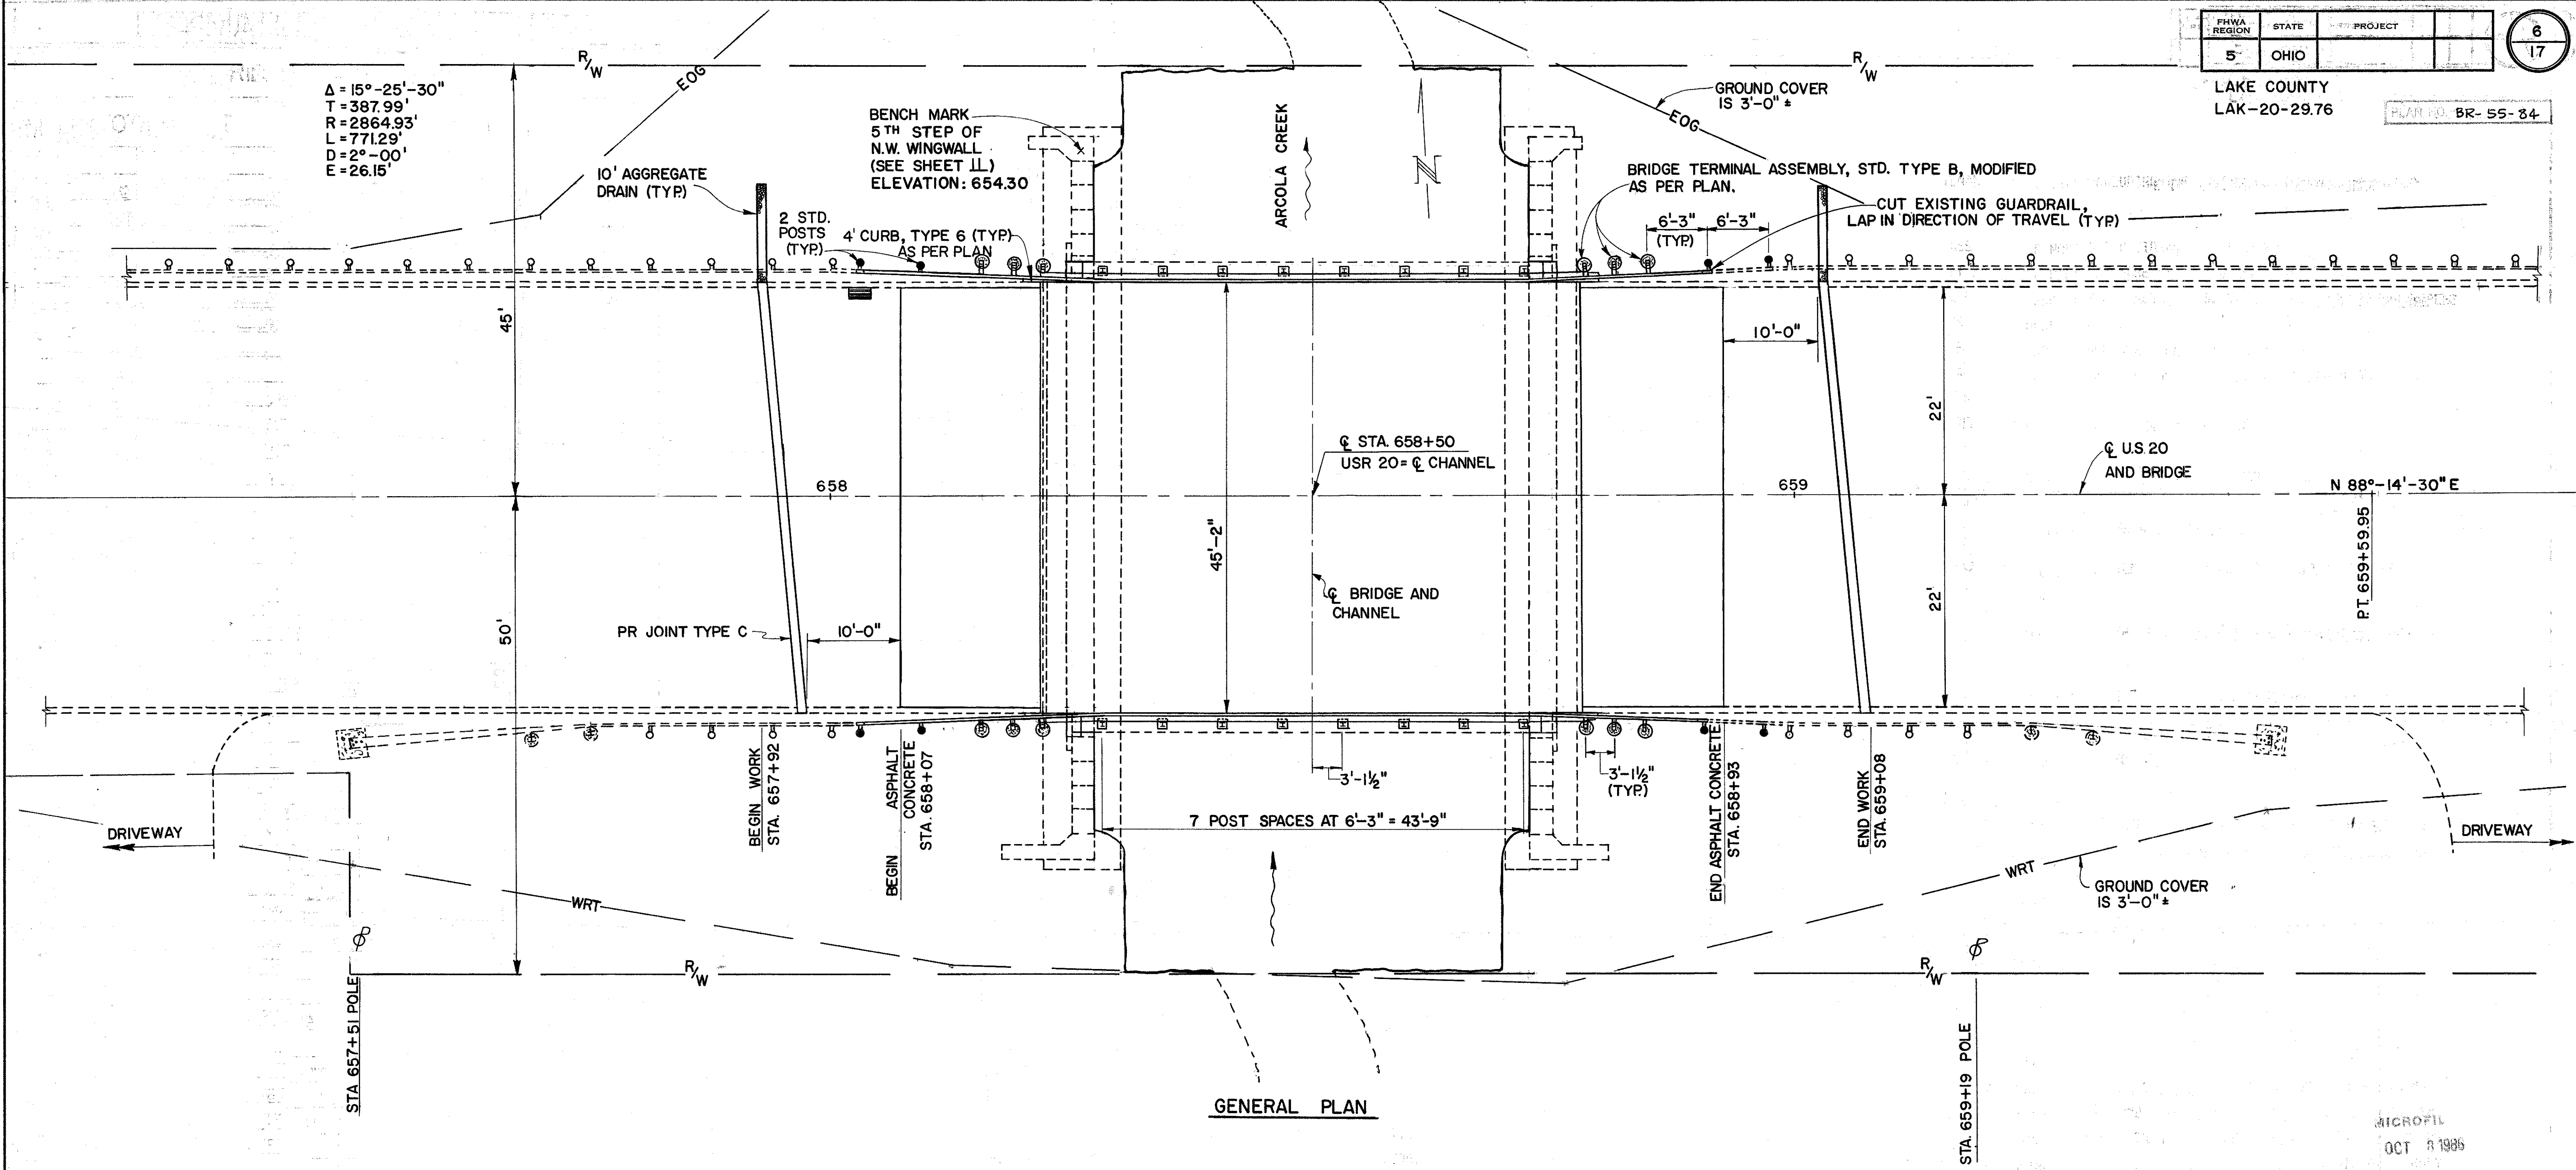 FHWA REGION
STATE
PROJECT
5
OHIO
6
17
LAKE COUNTY
LAK-20-29.76
PLAN NO. BR-55-84
R/W
EOG
R/W
Δ = 15°-25'-30"
T = 387.99'
R = 2864.93'
L = 771.29'
D = 2°-00'
E = 26.15'
BENCH MARK
5TH STEP OF
N.W. WINGWALL
(SEE SHEET 11)
ELEVATION: 654.30
ARCOLA CREEK
N
GROUND COVER
IS 3'-0" ±
EOG
10' AGGREGATE
DRAIN (TYP.)
2 STD.
POSTS
(TYP.)
4' CURB, TYPE 6 (TYP.)
AS PER PLAN
BRIDGE TERMINAL ASSEMBLY, STD. TYPE B, MODIFIED
AS PER PLAN.
6'-3"
(TYP.)
6'-3"
CUT EXISTING GUARDRAIL,
LAP IN DIRECTION OF TRAVEL (TYP.)
45'
10'-0"
22'
℄ STA. 658+50
USR 20 = ℄ CHANNEL
℄ U.S. 20
AND BRIDGE
658
659
N 88°-14'-30" E
P.T. 659+59.95
45'-2"
℄ BRIDGE AND
CHANNEL
22'
50'
PR JOINT TYPE C
10'-0"
BEGIN WORK
STA. 657+92
BEGIN ASPHALT
CONCRETE
STA. 658+07
3'-1½"
3'-1½"
(TYP.)
7 POST SPACES AT 6'-3" = 43'-9"
END ASPHALT CONCRETE
STA. 658+93
END WORK
STA. 659+08
DRIVEWAY
DRIVEWAY
WRT
WRT
GROUND COVER
IS 3'-0" ±
R/W
R/W
STA 657+51 POLE
STA. 659+19 POLE
GENERAL PLAN
MICROFIL
OCT 8 1986